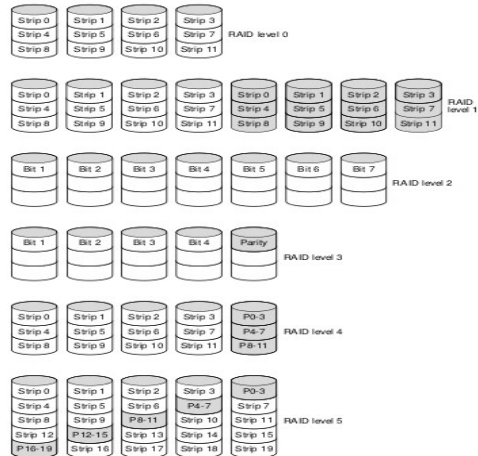 Strip 0 Strip 1 Strip 2 Strip 3
Strip 4 Strip 5 Strip 6 Strip 7 RAID level 0
Strip 8 Strip 9 Strip 10 Strip 11
Strip 0 Strip 1 Strip 2 Strip 3 Strip 0 Strip 1 Strip 2 Strip 3
Strip 4 Strip 5 Strip 6 Strip 7 Strip 4 Strip 5 Strip 6 Strip 7 RAID level 1
Strip 8 Strip 9 Strip 10 Strip 11 Strip 8 Strip 9 Strip 10 Strip 11
Bit 1 Bit 2 Bit 3 Bit 4 Bit 5 Bit 6 Bit 7
RAID level 2
Bit 1 Bit 2 Bit 3 Bit 4 Parity
RAID level 3
Strip 0 Strip 1 Strip 2 Strip 3 P0-3
Strip 4 Strip 5 Strip 6 Strip 7 P4-7 RAID level 4
Strip 8 Strip 9 Strip 10 Strip 11 P8-11
Strip 0 Strip 1 Strip 2 Strip 3 P0-3
Strip 4 Strip 5 Strip 6 P4-7 Strip 7
Strip 8 Strip 9 P8-11 Strip 10 Strip 11 RAID level 5
Strip 12 P12-15 Strip 13 Strip 14 Strip 15
P16-19 Strip 16 Strip 17 Strip 18 Strip 19